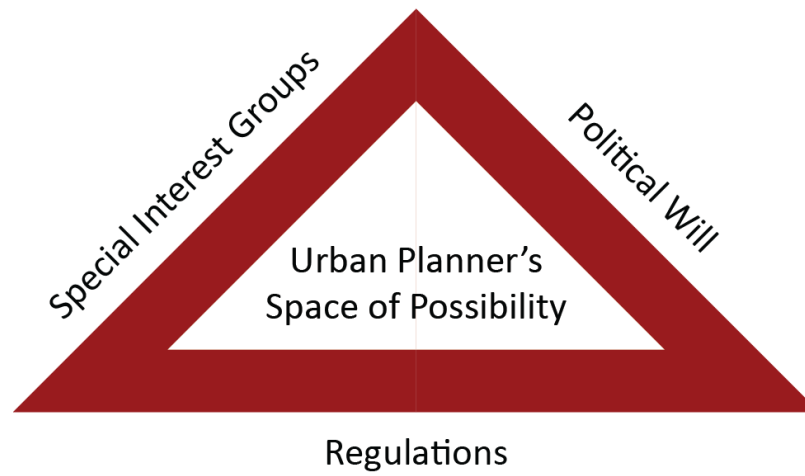 Special Interest Groups
Political Will
Urban Planner’s
Space of Possibility
Regulations